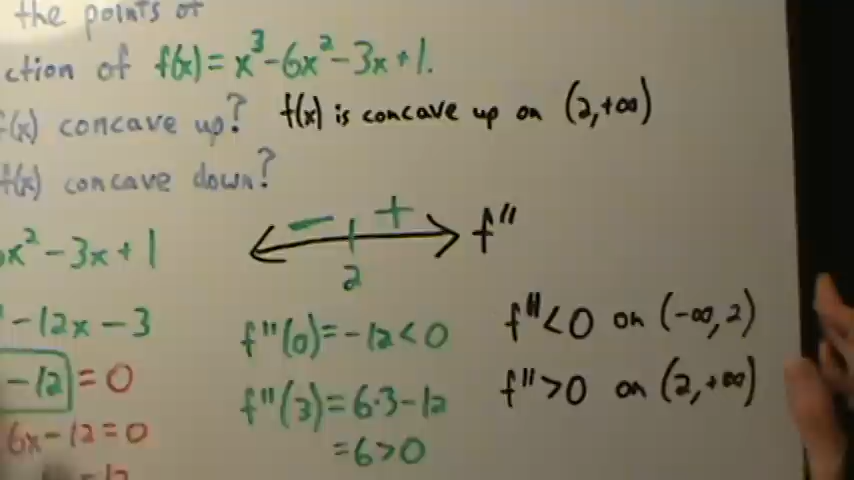 the points of
ction of f(x) = x³ - 6x² - 3x + 1.
f(x) concave up? f(x) is concave up on (2, +∞)
f(x) concave down?
- + f"
2
x² - 3x + 1
- 12x - 3
f"(0) = -12 < 0
f"(3) = 6·3 - 12
= 6 > 0
f" < 0 on (-∞, 2)
f" > 0 on (2, +∞)
- 12 = 0
6x - 12 = 0